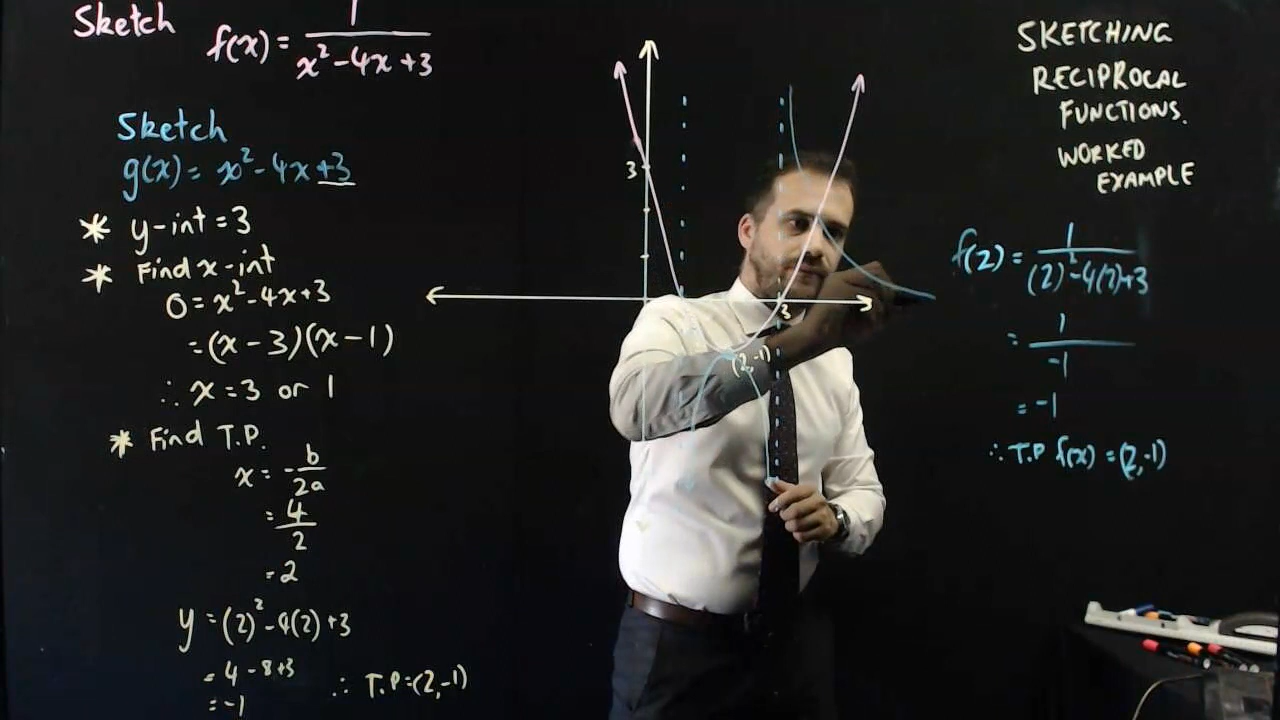 Sketch f(x) = 1/(x² - 4x + 3)
Sketch
g(x) = x² - 4x + 3
* y-int = 3
* Find x-int
0 = x² - 4x + 3
= (x - 3)(x - 1)
∴ x = 3 or 1
* Find T.P.
x = -b/2a
= 4/2
= 2
y = (2)² - 4(2) + 3
= 4 - 8 + 3
= -1
∴ T.P = (2, -1)
3
3
(2, -1)
SKETCHING
RECIPROCAL
FUNCTIONS.
WORKED
EXAMPLE
f(2) = 1/((2)² - 4(2) + 3)
= 1/-1
= -1
∴ T.P f(x) = (2, -1)